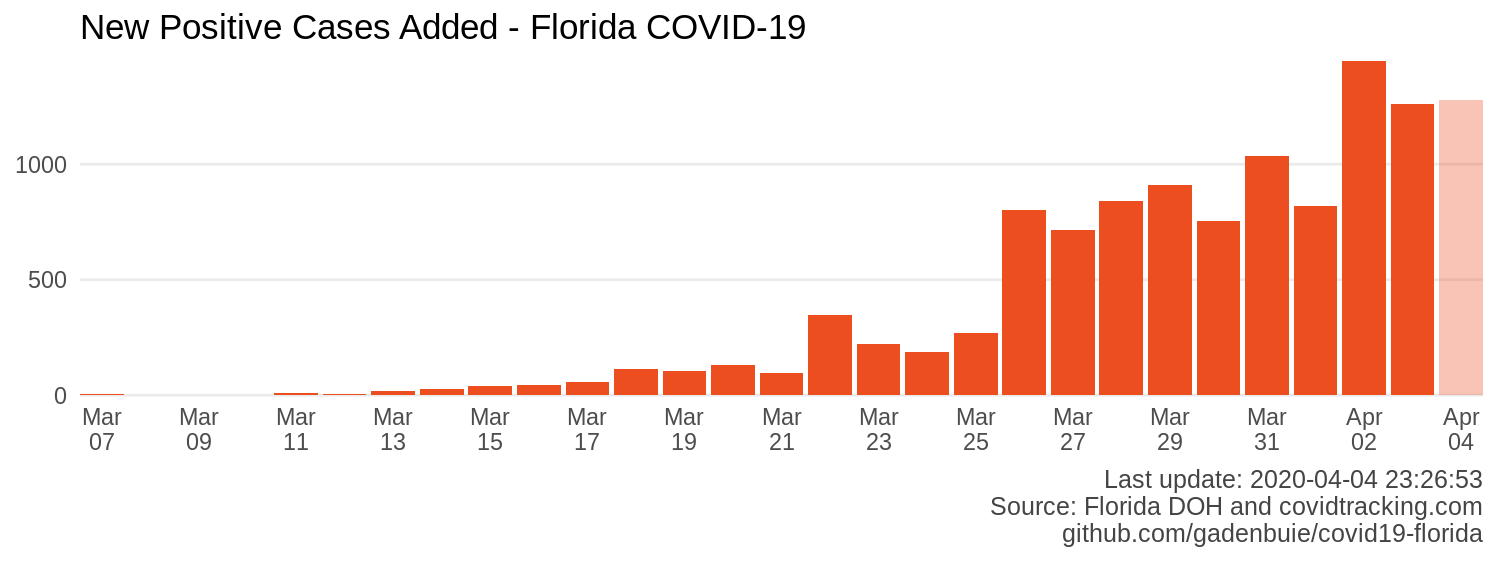 New Positive Cases Added - Florida COVID-19
1000
500
0
Mar Mar Mar Mar Mar Mar Mar Mar Mar Mar Mar Mar Mar Apr Apr
07 09 11 13 15 17 19 21 23 25 27 29 31 02 04
Last update: 2020-04-04 23:26:53
Source: Florida DOH and covidtracking.com
github.com/gadenbuie/covid19-florida